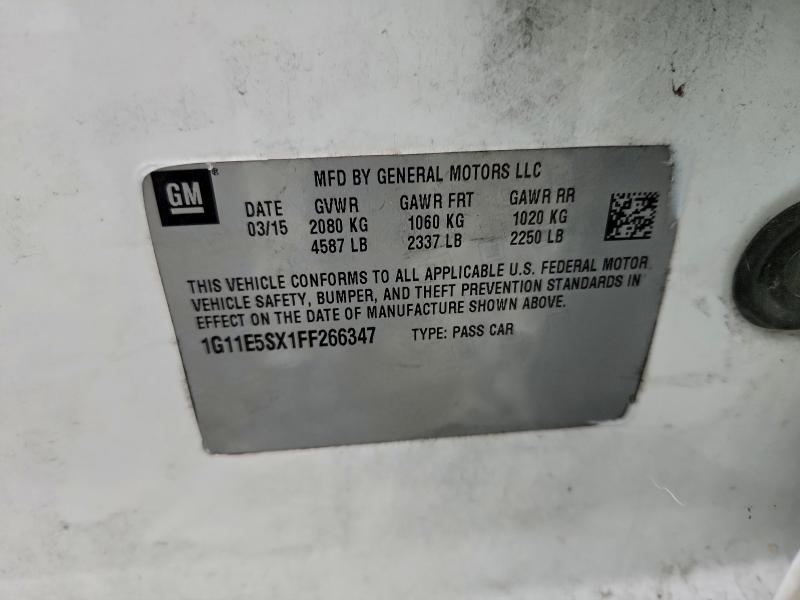 GM®
MFD BY GENERAL MOTORS LLC
DATE GVWR GAWR FRT GAWR RR
03/15 2080 KG 1060 KG 1020 KG
4587 LB 2337 LB 2250 LB
THIS VEHICLE CONFORMS TO ALL APPLICABLE U.S. FEDERAL MOTOR
VEHICLE SAFETY, BUMPER, AND THEFT PREVENTION STANDARDS IN
EFFECT ON THE DATE OF MANUFACTURE SHOWN ABOVE.
1G11E5SX1FF266347 TYPE: PASS CAR